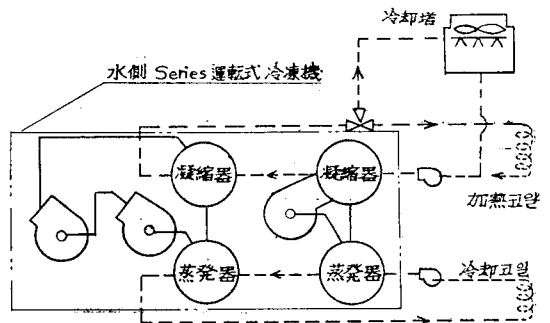 冷却塔
水側 Series 運転式冷凍機
凝縮器
凝縮器
加熱코일
蒸発器
蒸発器
冷却코일